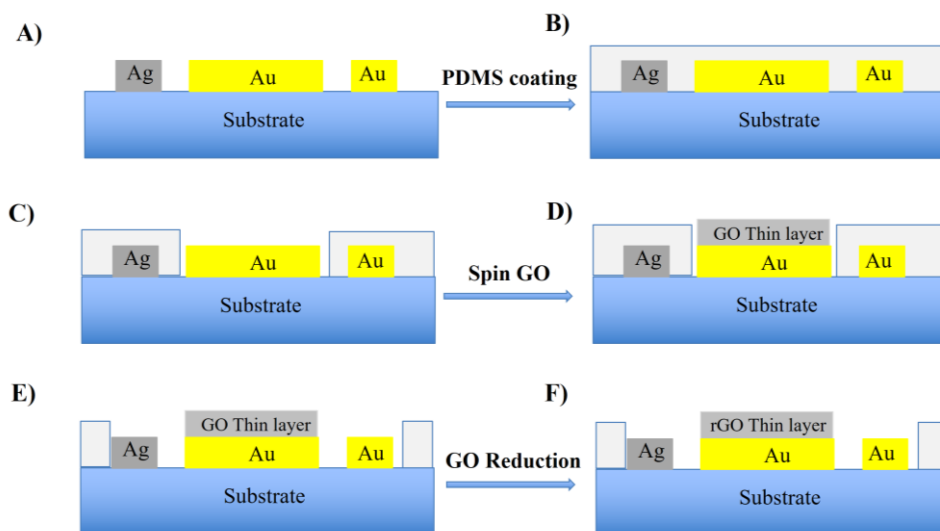 A)
Ag
Au
Au
Substrate
PDMS coating
B)
Ag
Au
Au
Substrate
C)
Ag
Au
Au
Substrate
Spin GO
D)
GO Thin layer
Ag
Au
Au
Substrate
E)
GO Thin layer
Ag
Au
Au
Substrate
GO Reduction
F)
rGO Thin layer
Ag
Au
Au
Substrate